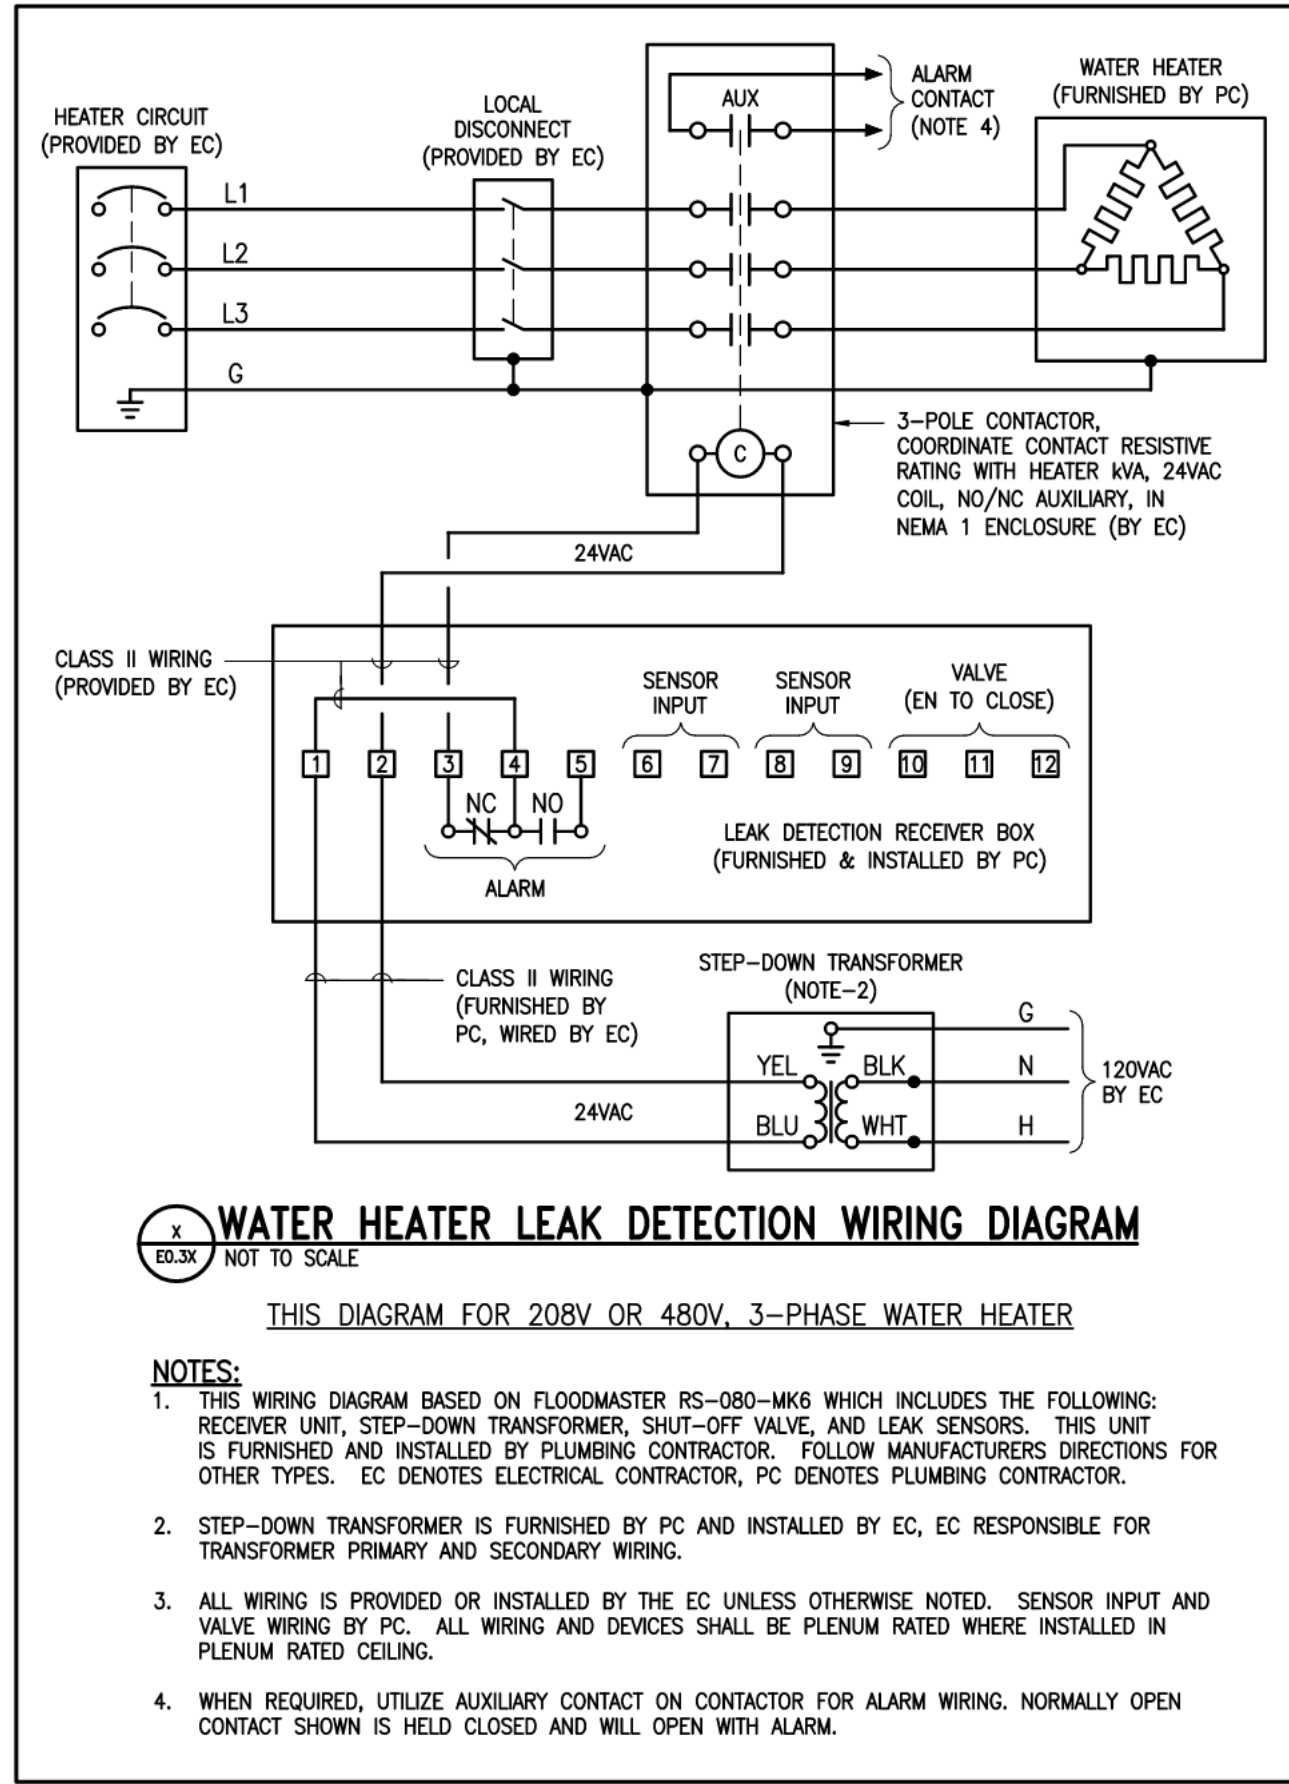 HEATER CIRCUIT
(PROVIDED BY EC)
LOCAL
DISCONNECT
(PROVIDED BY EC)
AUX
ALARM
CONTACT
(NOTE 4)
WATER HEATER
(FURNISHED BY PC)
L1
L2
L3
G
C
3-POLE CONTACTOR,
COORDINATE CONTACT RESISTIVE
RATING WITH HEATER kVA, 24VAC
COIL, NO/NC AUXILIARY, IN
NEMA 1 ENCLOSURE (BY EC)
24VAC
CLASS II WIRING
(PROVIDED BY EC)
SENSOR
INPUT
SENSOR
INPUT
VALVE
(EN TO CLOSE)
1 2 3 4 5 6 7 8 9 10 11 12
NC NO
ALARM
LEAK DETECTION RECEIVER BOX
(FURNISHED & INSTALLED BY PC)
CLASS II WIRING
(FURNISHED BY
PC, WIRED BY EC)
STEP-DOWN TRANSFORMER
(NOTE-2)
G
YEL BLK N
24VAC
BLU WHT H
120VAC
BY EC
X
E0.3X
WATER HEATER LEAK DETECTION WIRING DIAGRAM
NOT TO SCALE
THIS DIAGRAM FOR 208V OR 480V, 3-PHASE WATER HEATER
NOTES:
1. THIS WIRING DIAGRAM BASED ON FLOODMASTER RS-080-MK6 WHICH INCLUDES THE FOLLOWING:
RECEIVER UNIT, STEP-DOWN TRANSFORMER, SHUT-OFF VALVE, AND LEAK SENSORS. THIS UNIT
IS FURNISHED AND INSTALLED BY PLUMBING CONTRACTOR. FOLLOW MANUFACTURERS DIRECTIONS FOR
OTHER TYPES. EC DENOTES ELECTRICAL CONTRACTOR, PC DENOTES PLUMBING CONTRACTOR.
2. STEP-DOWN TRANSFORMER IS FURNISHED BY PC AND INSTALLED BY EC, EC RESPONSIBLE FOR
TRANSFORMER PRIMARY AND SECONDARY WIRING.
3. ALL WIRING IS PROVIDED OR INSTALLED BY THE EC UNLESS OTHERWISE NOTED. SENSOR INPUT AND
VALVE WIRING BY PC. ALL WIRING AND DEVICES SHALL BE PLENUM RATED WHERE INSTALLED IN
PLENUM RATED CEILING.
4. WHEN REQUIRED, UTILIZE AUXILIARY CONTACT ON CONTACTOR FOR ALARM WIRING. NORMALLY OPEN
CONTACT SHOWN IS HELD CLOSED AND WILL OPEN WITH ALARM.